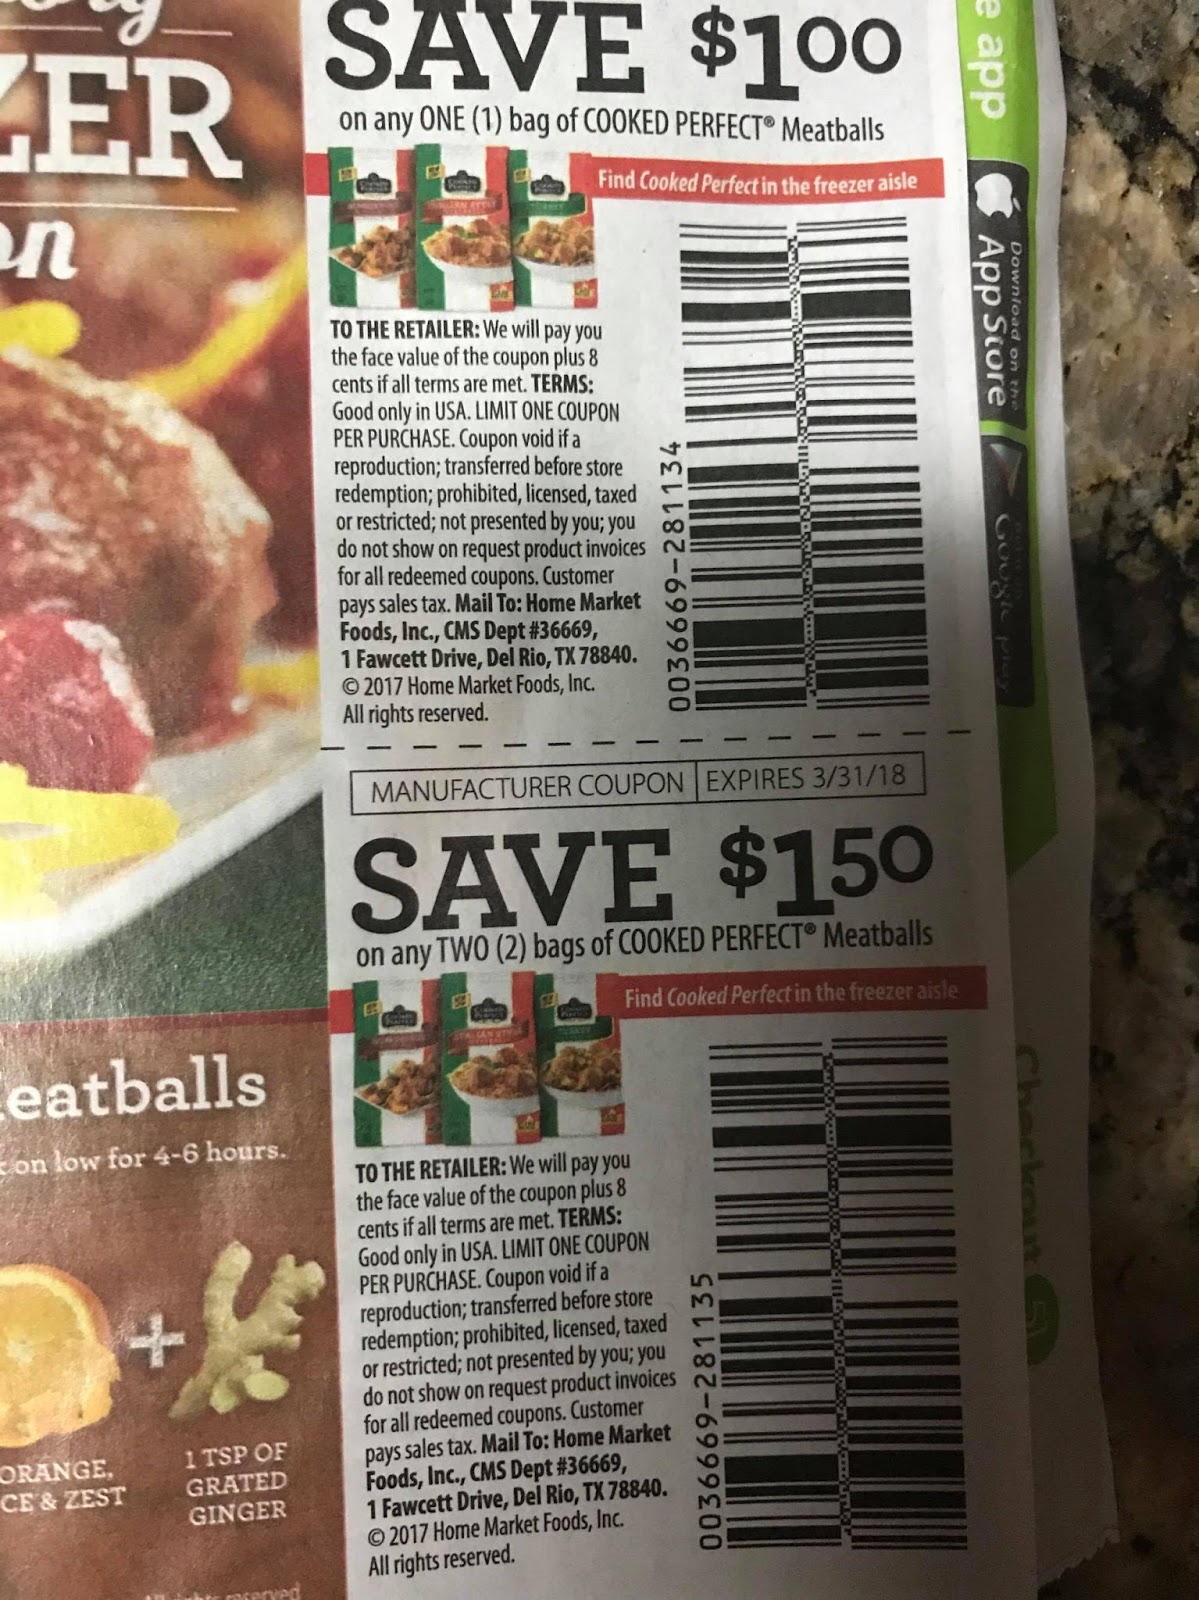 ZER
on
SAVE $1.00
on any ONE (1) bag of COOKED PERFECT® Meatballs
Find Cooked Perfect in the freezer aisle
TO THE RETAILER: We will pay you
the face value of the coupon plus 8
cents if all terms are met. TERMS:
Good only in USA. LIMIT ONE COUPON
PER PURCHASE. Coupon void if a
reproduction; transferred before store
redemption; prohibited, licensed, taxed
or restricted; not presented by you; you
do not show on request product invoices
for all redeemed coupons. Customer
pays sales tax. Mail To: Home Market
Foods, Inc., CMS Dept #36669,
1 Fawcett Drive, Del Rio, TX 78840.
© 2017 Home Market Foods, Inc.
All rights reserved.
0036669-281134
MANUFACTURER COUPON EXPIRES 3/31/18
SAVE $1.50
on any TWO (2) bags of COOKED PERFECT® Meatballs
Find Cooked Perfect in the freezer aisle
TO THE RETAILER: We will pay you
the face value of the coupon plus 8
cents if all terms are met. TERMS:
Good only in USA. LIMIT ONE COUPON
PER PURCHASE. Coupon void if a
reproduction; transferred before store
redemption; prohibited, licensed, taxed
or restricted; not presented by you; you
do not show on request product invoices
for all redeemed coupons. Customer
pays sales tax. Mail To: Home Market
Foods, Inc., CMS Dept #36669,
1 Fawcett Drive, Del Rio, TX 78840.
© 2017 Home Market Foods, Inc.
All rights reserved.
0036669-281135
eatballs
on low for 4-6 hours.
+
ORANGE,
CE & ZEST
1 TSP OF
GRATED
GINGER
e app
Download on the
App Store
Google play
Checkout 51